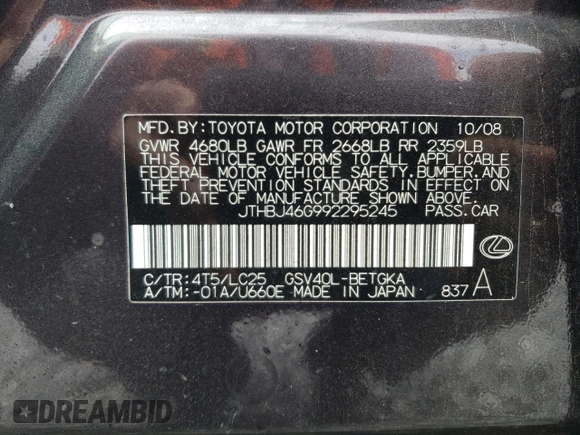 MFD. BY: TOYOTA MOTOR CORPORATION 10/08
GVWR 4680LB GAWR FR 2668LB RR 2359LB
THIS VEHICLE CONFORMS TO ALL APPLICABLE
FEDERAL MOTOR VEHICLE SAFETY, BUMPER, AND
THEFT PREVENTION STANDARDS IN EFFECT ON
THE DATE OF MANUFACTURE SHOWN ABOVE.
JTHBJ46G992295245 PASS. CAR
C/TR: 4T5/LC25 GSV40L-BETGKA
A/TM: -01A/U660E MADE IN JAPAN 837 A
DREAMBID